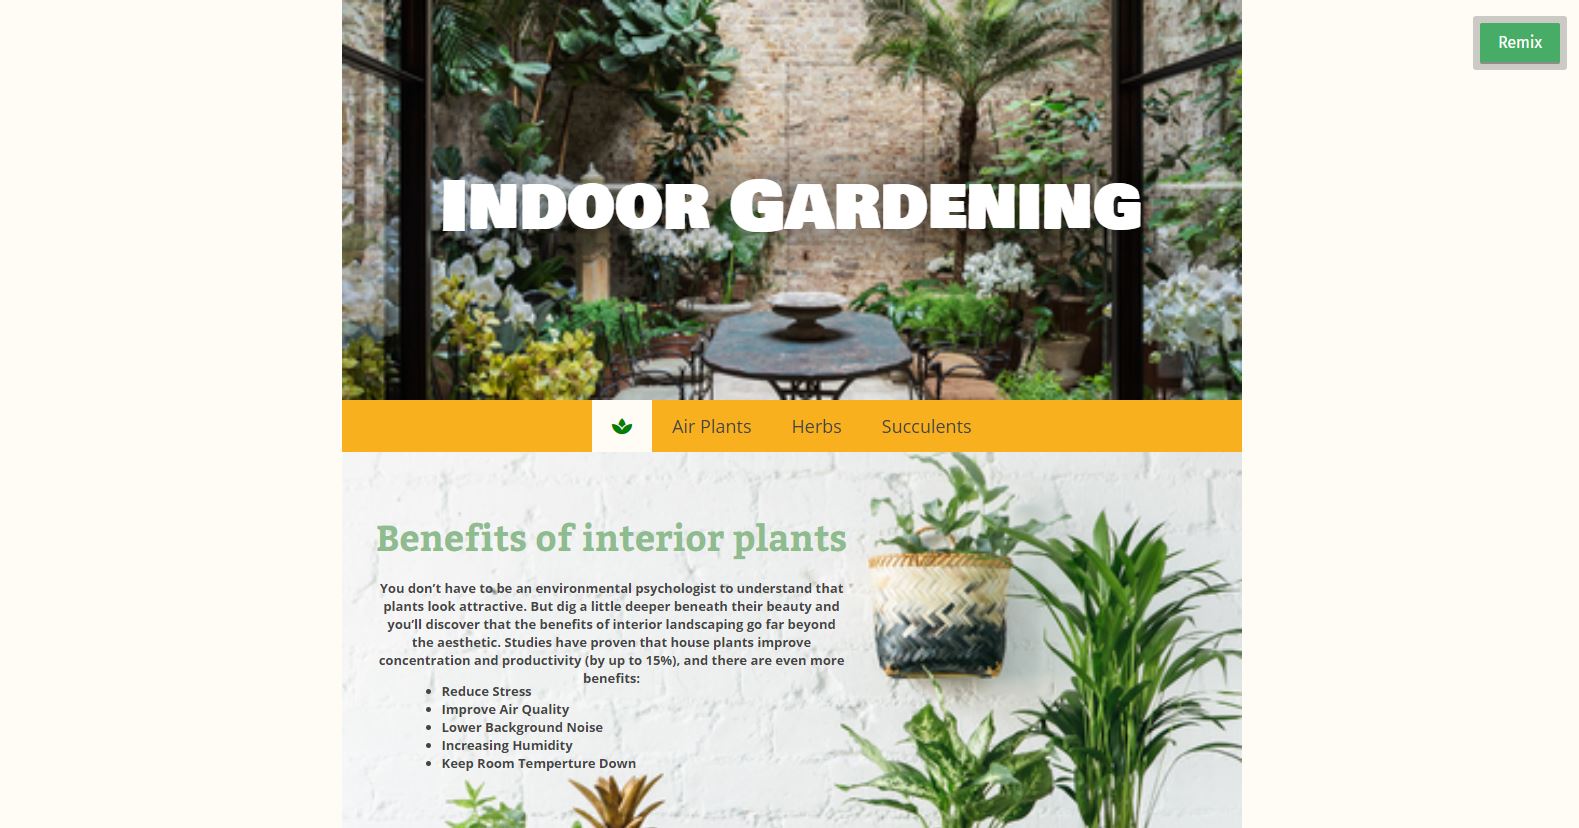 Remix
Indoor Gardening
Air Plants Herbs Succulents
Benefits of interior plants
You don’t have to be an environmental psychologist to understand that
plants look attractive. But dig a little deeper beneath their beauty and
you’ll discover that the benefits of interior landscaping go far beyond
the aesthetic. Studies have proven that house plants improve
concentration and productivity (by up to 15%), and there are even more
benefits:
• Reduce Stress
• Improve Air Quality
• Lower Background Noise
• Increasing Humidity
• Keep Room Temperture Down